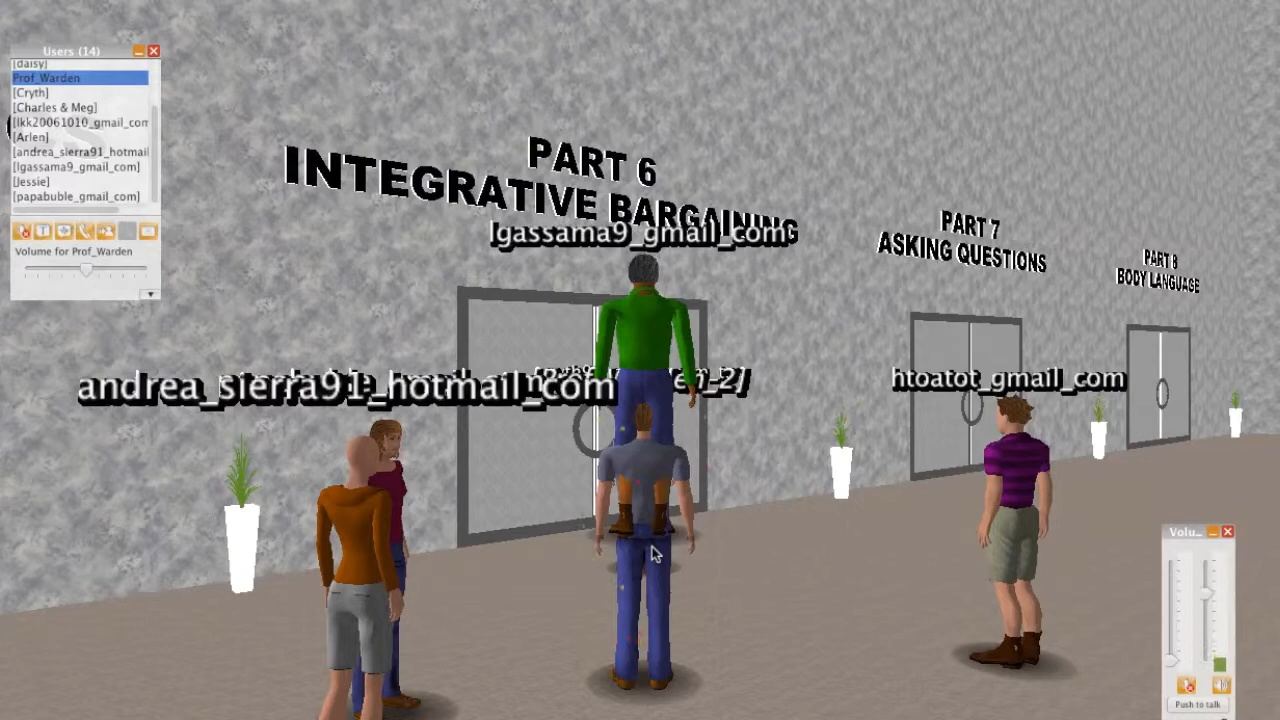 Users (14)
[daisy]
Prof_Warden
[Cryth]
[Charles & Meg]
[lkk20061010_gmail_com
[Arlen]
[andrea_sierra91_hotmail
[lgassama9_gmail_com]
[Jessie]
[papabuble_gmail_com]
Volume for Prof_Warden
PART 6
INTEGRATIVE BARGAINING
lgassama9_gmail_com
PART 7
ASKING QUESTIONS
PART 8
BODY LANGUAGE
andrea_sierra91_hotmail_com
htoatot_gmail_com
Volu...
Push to talk